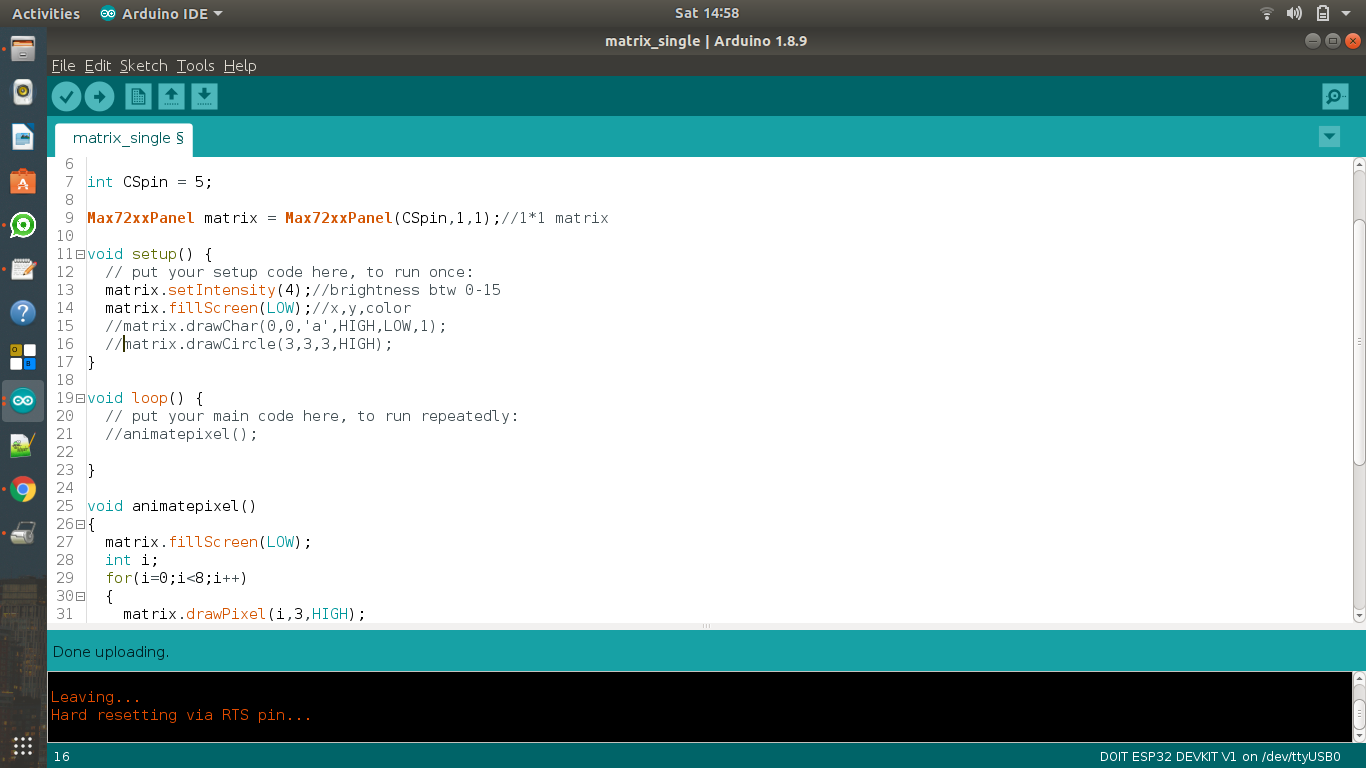 Activities Arduino IDE Sat 14:58
matrix_single | Arduino 1.8.9
File Edit Sketch Tools Help
matrix_single §
6
7 int CSpin = 5;
8
9 Max72xxPanel matrix = Max72xxPanel(CSpin,1,1);//1*1 matrix
10
11 void setup() {
12 // put your setup code here, to run once:
13 matrix.setIntensity(4);//brightness btw 0-15
14 matrix.fillScreen(LOW);//x,y,color
15 //matrix.drawChar(0,0,'a',HIGH,LOW,1);
16 //matrix.drawCircle(3,3,3,HIGH);
17 }
18
19 void loop() {
20 // put your main code here, to run repeatedly:
21 //animatepixel();
22
23 }
24
25 void animatepixel()
26 {
27 matrix.fillScreen(LOW);
28 int i;
29 for(i=0;i<8;i++)
30 {
31 matrix.drawPixel(i,3,HIGH);
Done uploading.
Leaving...
Hard resetting via RTS pin...
16 DOIT ESP32 DEVKIT V1 on /dev/ttyUSB0